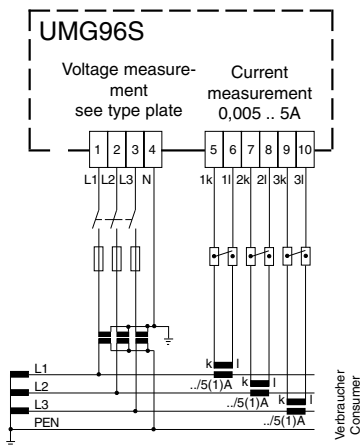 UMG96S
Voltage measure-
ment
see type plate
Current
measurement
0,005 .. 5A
1 2 3 4 5 6 7 8 9 10
L1 L2 L3 N 1k 1l 2k 2l 3k 3l
L1
k l
../5(1)A
L2
k l
../5(1)A
L3
k l
../5(1)A
PEN
Verbraucher
Consumer